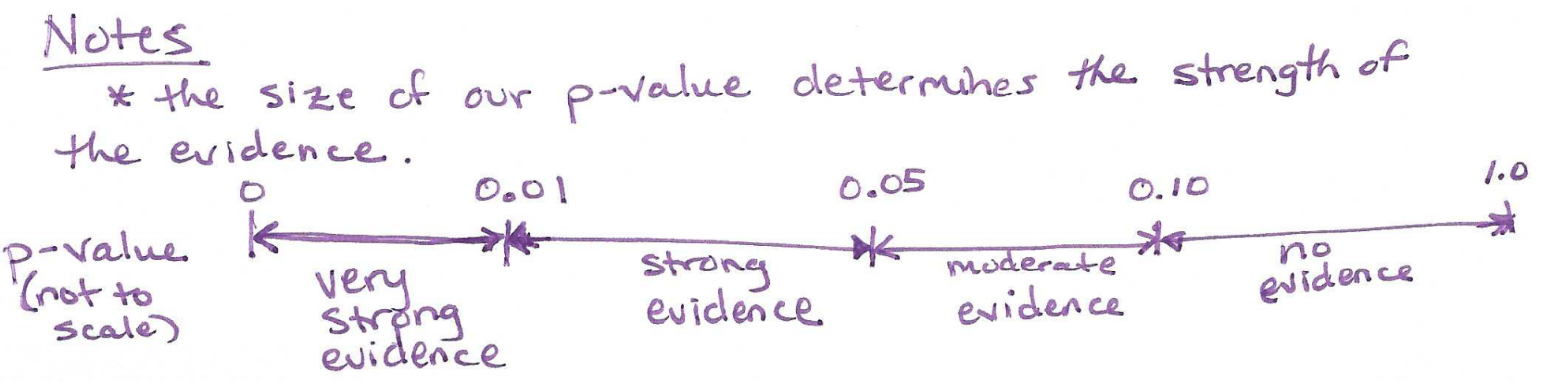 Notes
* the size of our p-value determines the strength of
the evidence.
0 0.01 0.05 0.10 1.0
p-value
(not to
scale)
very
strong
evidence
strong
evidence
moderate
evidence
no
evidence